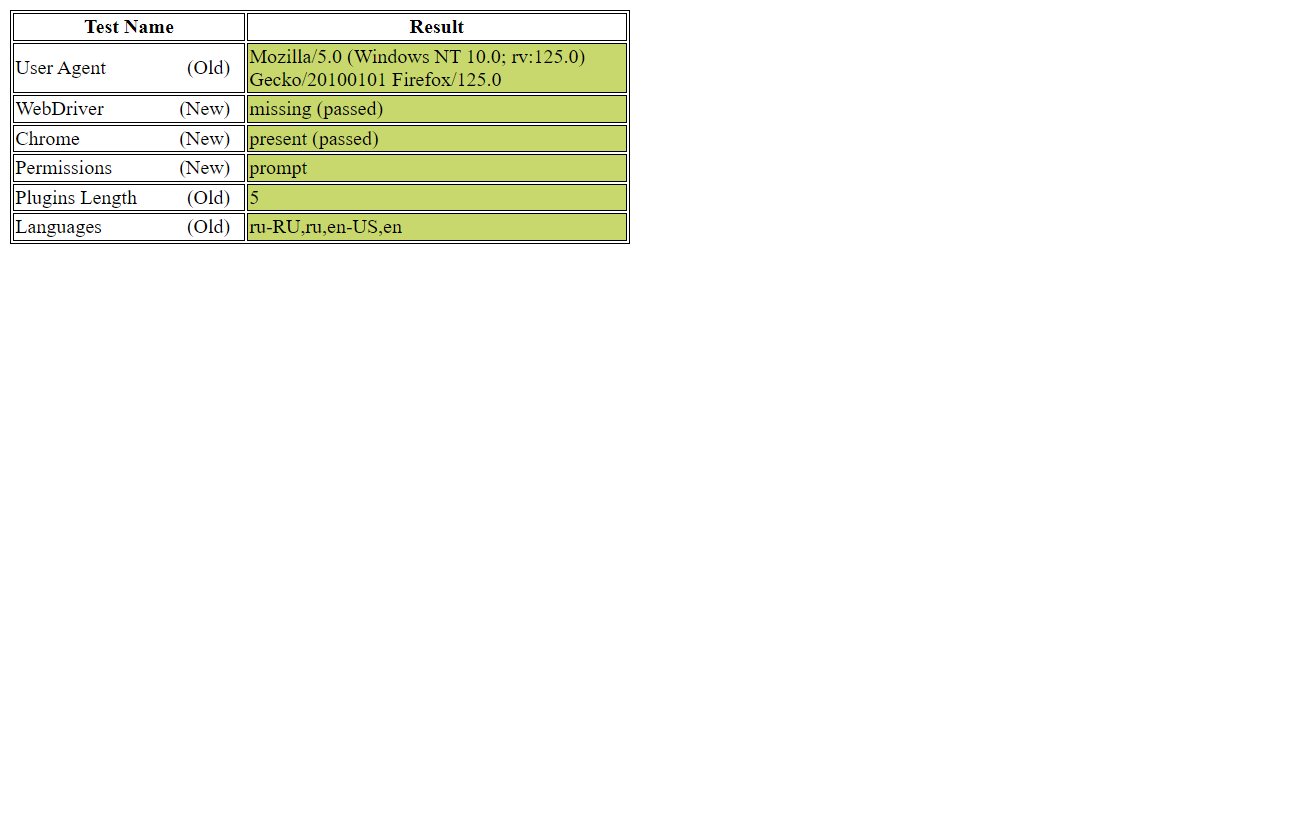 Test Name Result
User Agent (Old) Mozilla/5.0 (Windows NT 10.0; rv:125.0)
Gecko/20100101 Firefox/125.0
WebDriver (New) missing (passed)
Chrome (New) present (passed)
Permissions (New) prompt
Plugins Length (Old) 5
Languages (Old) ru-RU,ru,en-US,en